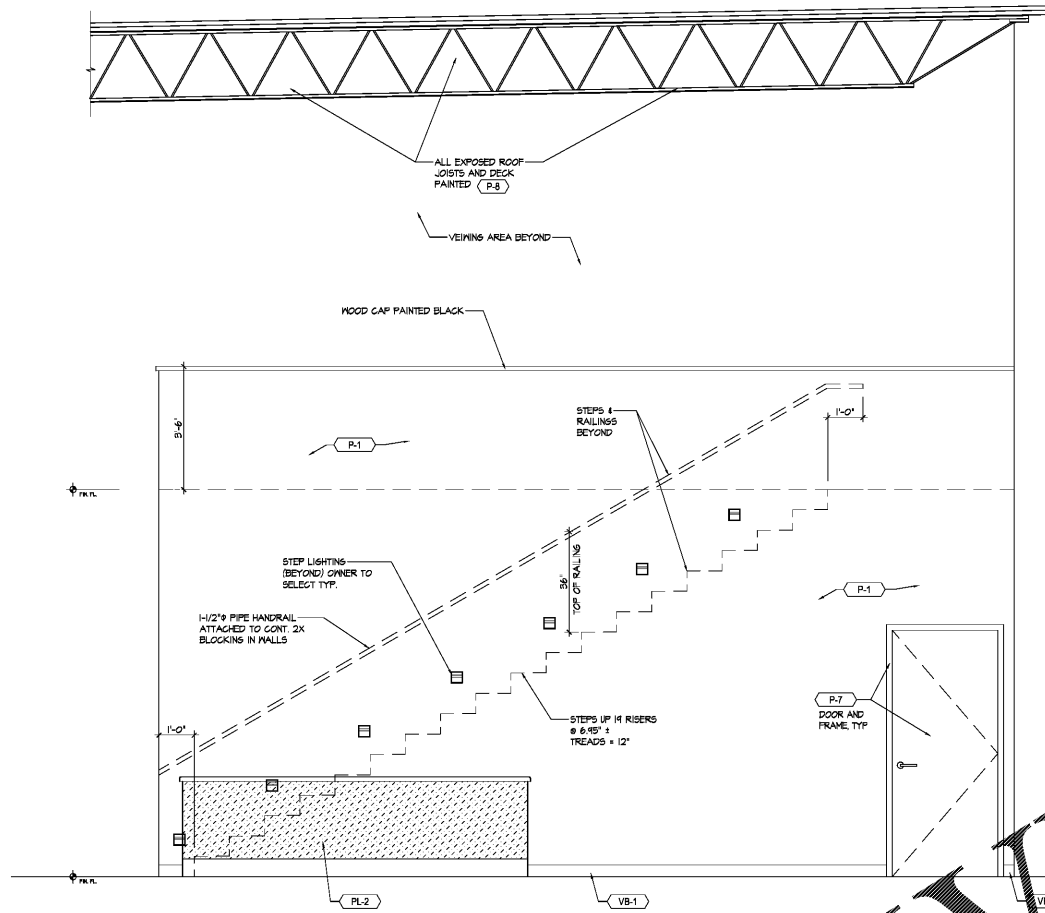 ALL EXPOSED ROOF
JOISTS AND DECK
PAINTED P-8
VEIWING AREA BEYOND
WOOD CAP PAINTED BLACK
3'-6"
P-1
STEPS &
RAILINGS
BEYOND
1'-0"
FIN. FL.
STEP LIGHTING
(BEYOND) OWNER TO
SELECT TYP.
36"
TOP OF RAILING
P-1
1-1/2"Φ PIPE HANDRAIL
ATTACHED TO CONT. 2X
BLOCKING IN WALLS
P-7
DOOR AND
FRAME, TYP
1'-0"
STEPS UP 19 RISERS
@ 6.95" ±
TREADS = 12"
FIN. FL.
PL-2
VB-1